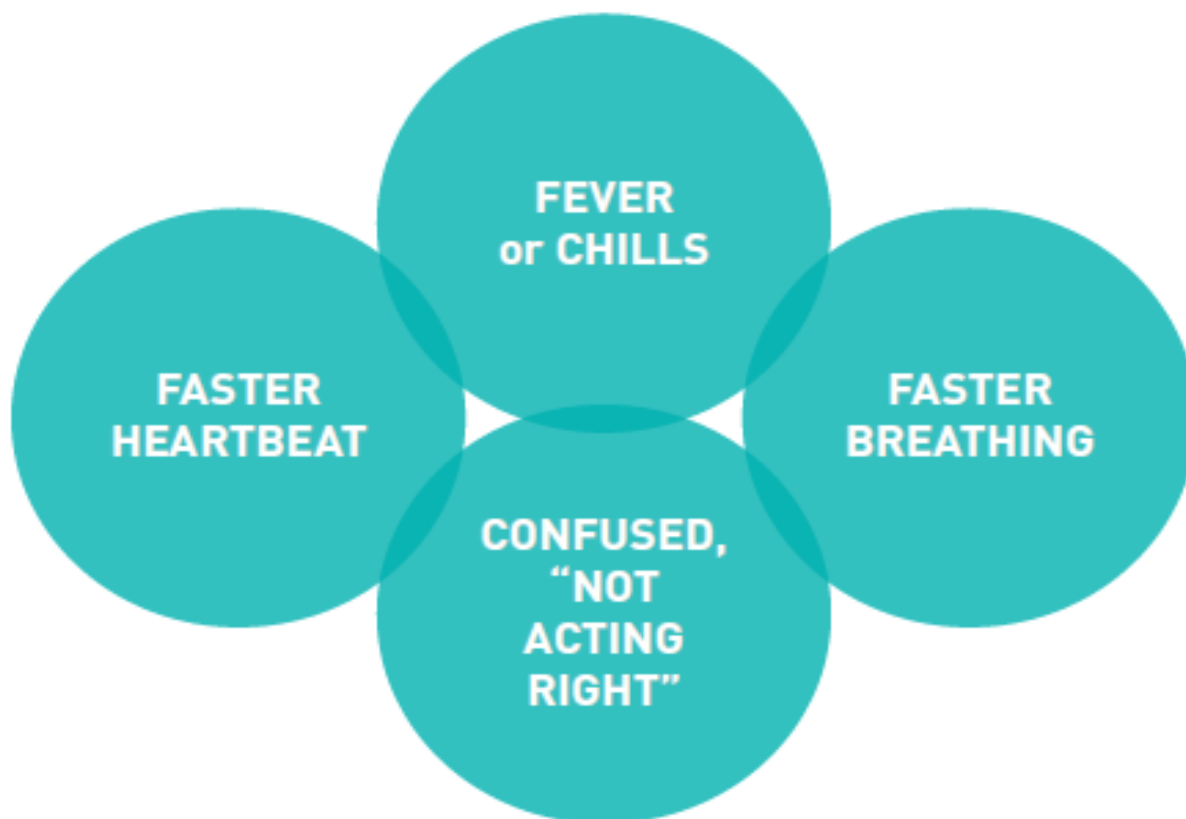 FEVER
or CHILLS
FASTER
HEARTBEAT
FASTER
BREATHING
CONFUSED,
“NOT
ACTING
RIGHT”